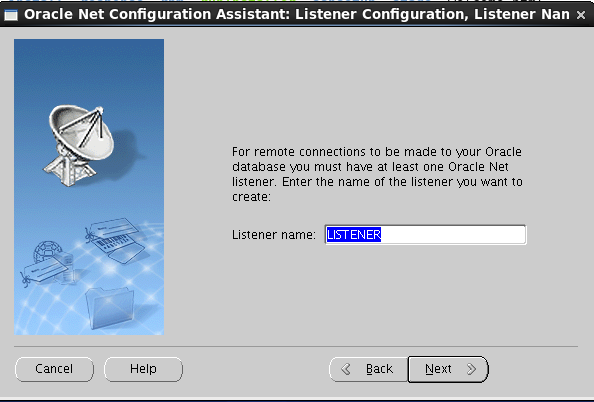 Oracle Net Configuration Assistant: Listener Configuration, Listener Nan
For remote connections to be made to your Oracle
database you must have at least one Oracle Net
listener. Enter the name of the listener you want to
create:
Listener name: LISTENER
Cancel Help Back Next